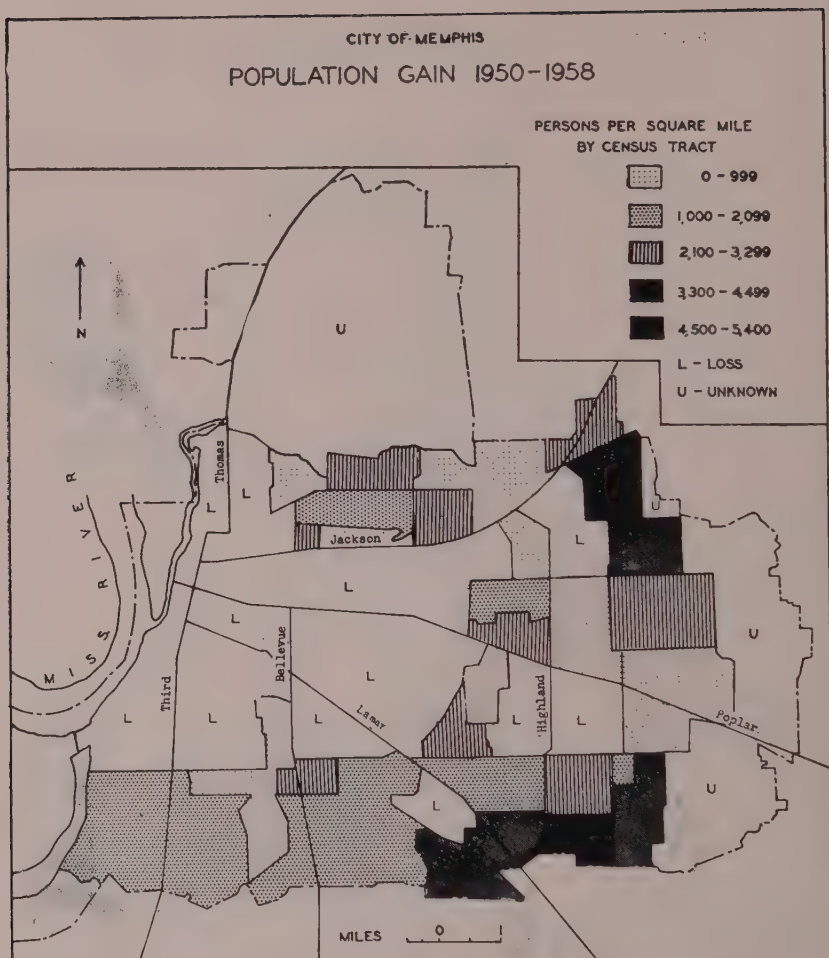 CITY OF MEMPHIS
POPULATION GAIN 1950-1958
PERSONS PER SQUARE MILE
BY CENSUS TRACT
0 - 999
1,000 - 2,099
2,100 - 3,299
3,300 - 4,499
4,500 - 5,400
L - LOSS
U - UNKNOWN
N
U
Thomas
L
L
U
Jackson
L
L
MISS RIVER
L
Bellevue
L
U
Third
L
L
L
Lamar
L
Highland
L
Poplar
L
U
MILES 0 1